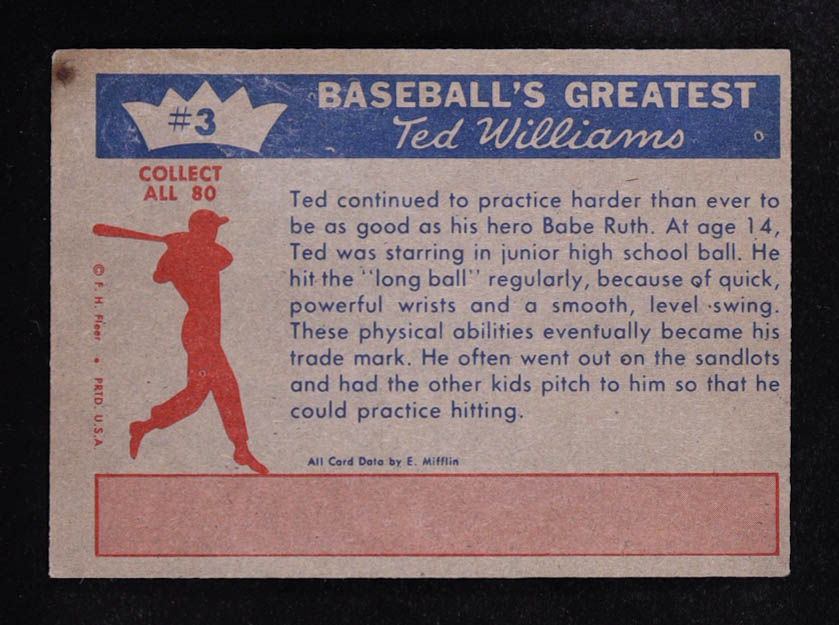 #3
BASEBALL'S GREATEST
Ted Williams
COLLECT
ALL 80
Ted continued to practice harder than ever to
be as good as his hero Babe Ruth. At age 14,
Ted was starring in junior high school ball. He
hit the "long ball" regularly, because of quick,
powerful wrists and a smooth, level swing.
These physical abilities eventually became his
trade mark. He often went out on the sandlots
and had the other kids pitch to him so that he
could practice hitting.
All Card Data by E. Mifflin
© F. H. Fleer • PRTD. U.S.A.